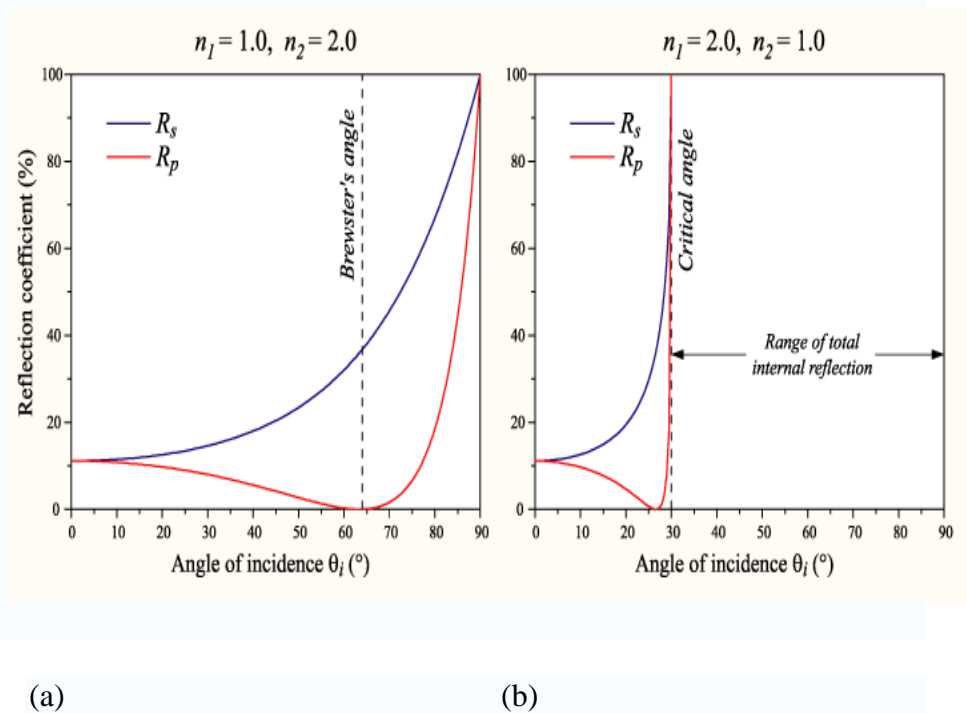 n₁ = 1.0, n₂ = 2.0
100
80
60
40
20
0
Reflection coefficient (%)
Rₛ
Rₚ
Brewster's angle
0 10 20 30 40 50 60 70 80 90
Angle of incidence θᵢ (°)
n₁ = 2.0, n₂ = 1.0
100
80
60
40
20
0
Rₛ
Rₚ
Critical angle
Range of total
internal reflection
0 10 20 30 40 50 60 70 80 90
Angle of incidence θᵢ (°)
(a) (b)